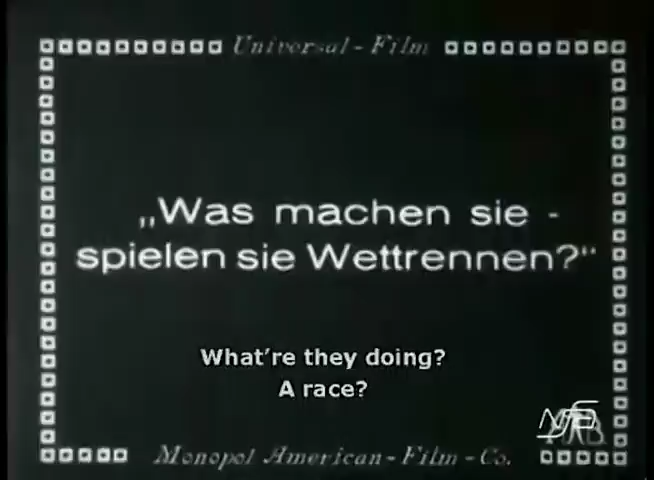 Universal-Film
„Was machen sie -
spielen sie Wettrennen?“
What're they doing?
A race?
Monopol American-Film-Co.